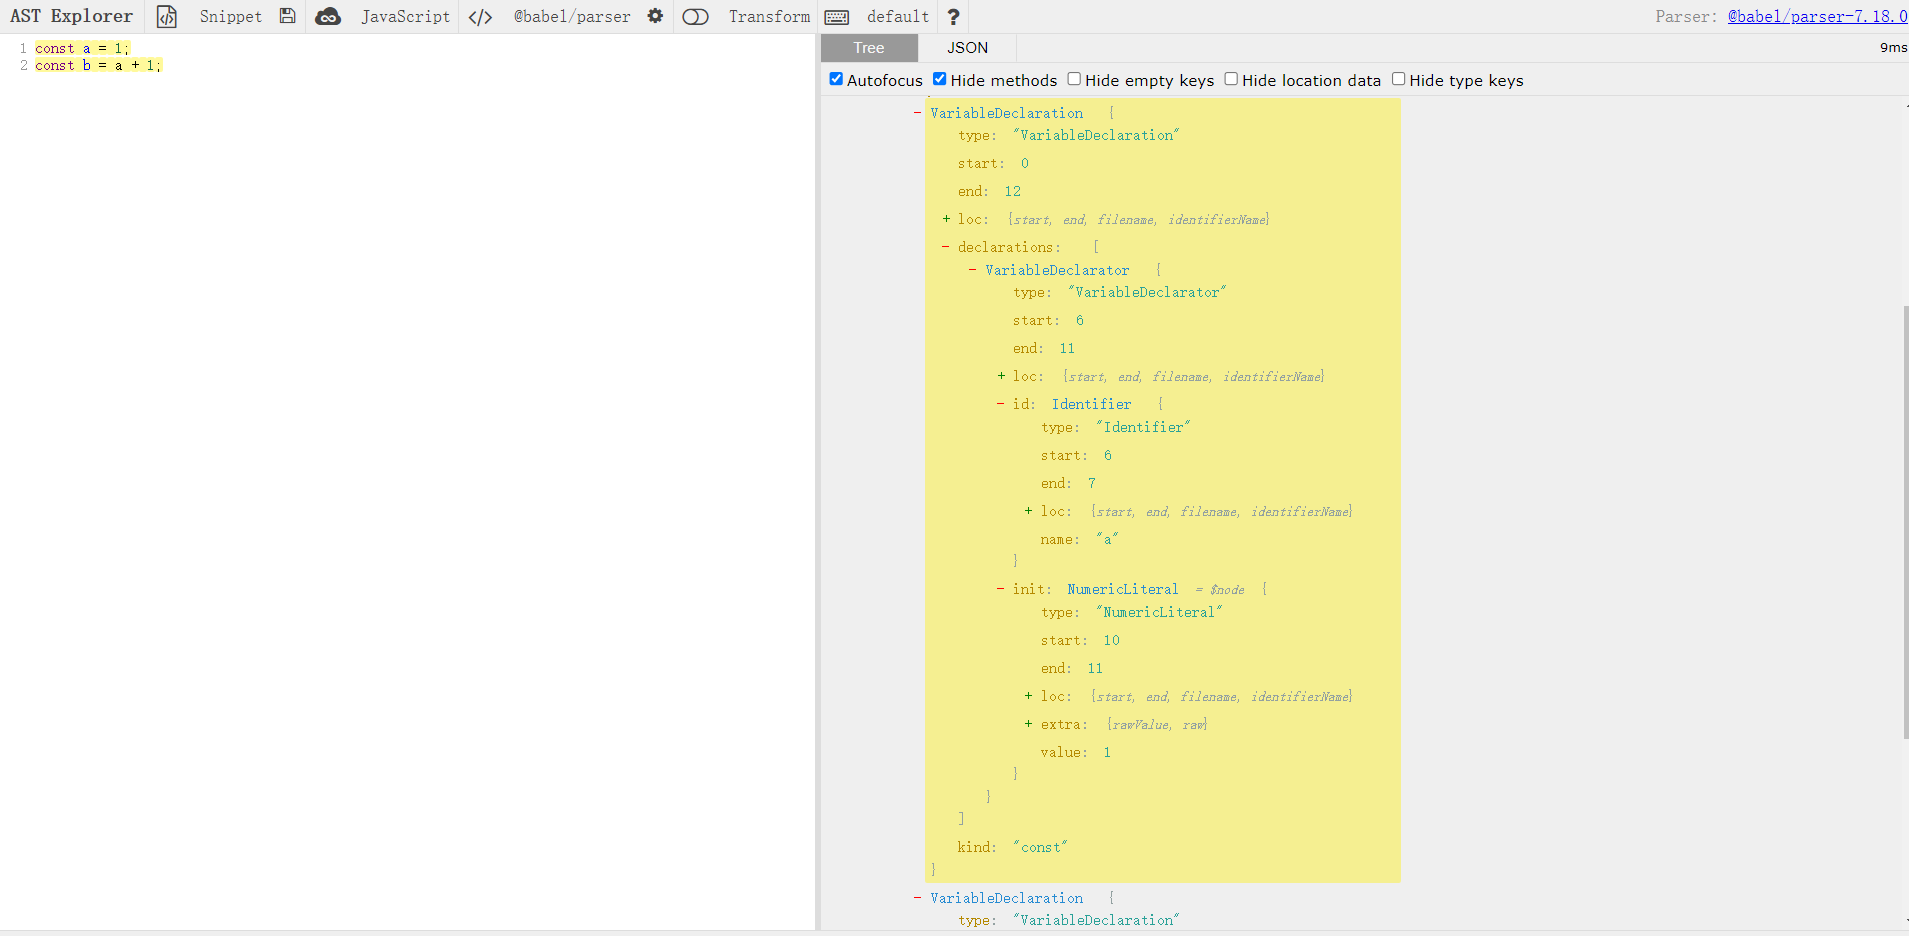 AST Explorer Snippet JavaScript </> @babel/parser Transform default ? Parser: @babel/parser-7.18.0
1 const a = 1;
2 const b = a + 1;
Tree JSON 9ms
Autofocus Hide methods Hide empty keys Hide location data Hide type keys
- VariableDeclaration {
type: "VariableDeclaration"
start: 0
end: 12
+ loc: {start, end, filename, identifierName}
- declarations: [
- VariableDeclarator {
type: "VariableDeclarator"
start: 6
end: 11
+ loc: {start, end, filename, identifierName}
- id: Identifier {
type: "Identifier"
start: 6
end: 7
+ loc: {start, end, filename, identifierName}
name: "a"
}
- init: NumericLiteral = $node {
type: "NumericLiteral"
start: 10
end: 11
+ loc: {start, end, filename, identifierName}
+ extra: {rawValue, raw}
value: 1
}
}
]
kind: "const"
}
- VariableDeclaration {
type: "VariableDeclaration"